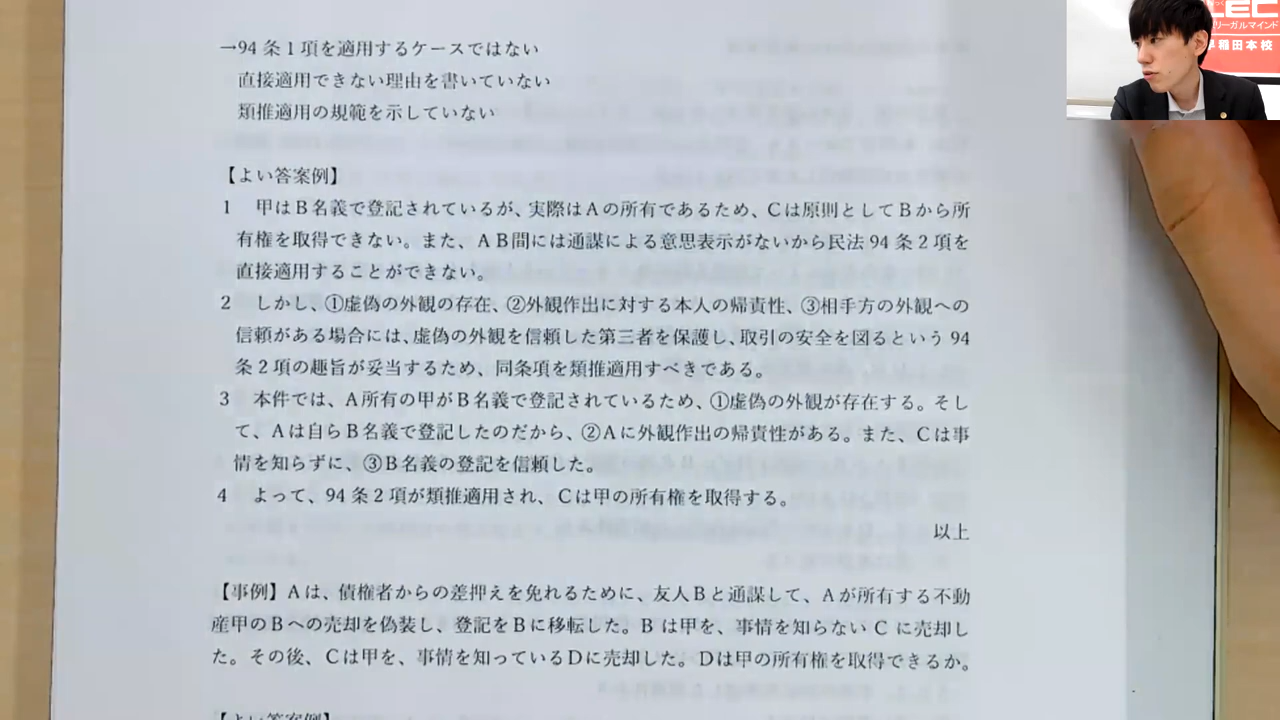 →94 条1項を適用するケースではない
直接適用できない理由を書いていない
類推適用の規範を示していない
【よい答案例】
1 甲はB名義で登記されているが、実際はAの所有であるため、Cは原則としてBから所
有権を取得できない。また、AB間には通謀による意思表示がないから民法 94 条2項を
直接適用することができない。
2 しかし、①虚偽の外観の存在、②外観作出に対する本人の帰責性、③相手方の外観への
信頼がある場合には、虚偽の外観を信頼した第三者を保護し、取引の安全を図るという 94
条2項の趣旨が妥当するため、同条項を類推適用すべきである。
3 本件では、A所有の甲がB名義で登記されているため、①虚偽の外観が存在する。そし
て、Aは自らB名義で登記したのだから、②Aに外観作出の帰責性がある。また、Cは事
情を知らずに、③B名義の登記を信頼した。
4 よって、94 条2項が類推適用され、Cは甲の所有権を取得する。
以上
【事例】Aは、債権者からの差押えを免れるために、友人Bと通謀して、Aが所有する不動
産甲のBへの売却を偽装し、登記をBに移転した。B は甲を、事情を知らない C に売却し
た。その後、Cは甲を、事情を知っているDに売却した。Dは甲の所有権を取得できるか。
【よい答案例】
LEC
リーガルマインド
早稲田本校